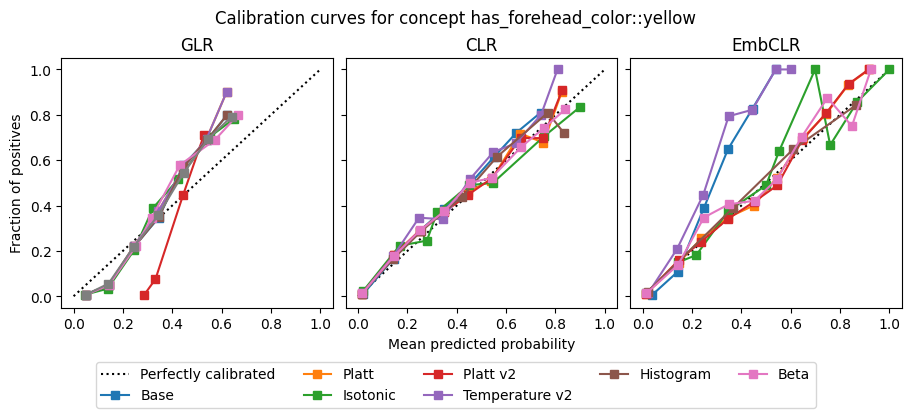 Calibration curves for concept has_forehead_color::yellow
GLR
CLR
EmbCLR
Fraction of positives
1.0
0.8
0.6
0.4
0.2
0.0
0.0 0.2 0.4 0.6 0.8 1.0
0.0 0.2 0.4 0.6 0.8 1.0
0.0 0.2 0.4 0.6 0.8 1.0
Mean predicted probability
Perfectly calibrated Platt Platt v2 Histogram Beta
Base Isotonic Temperature v2